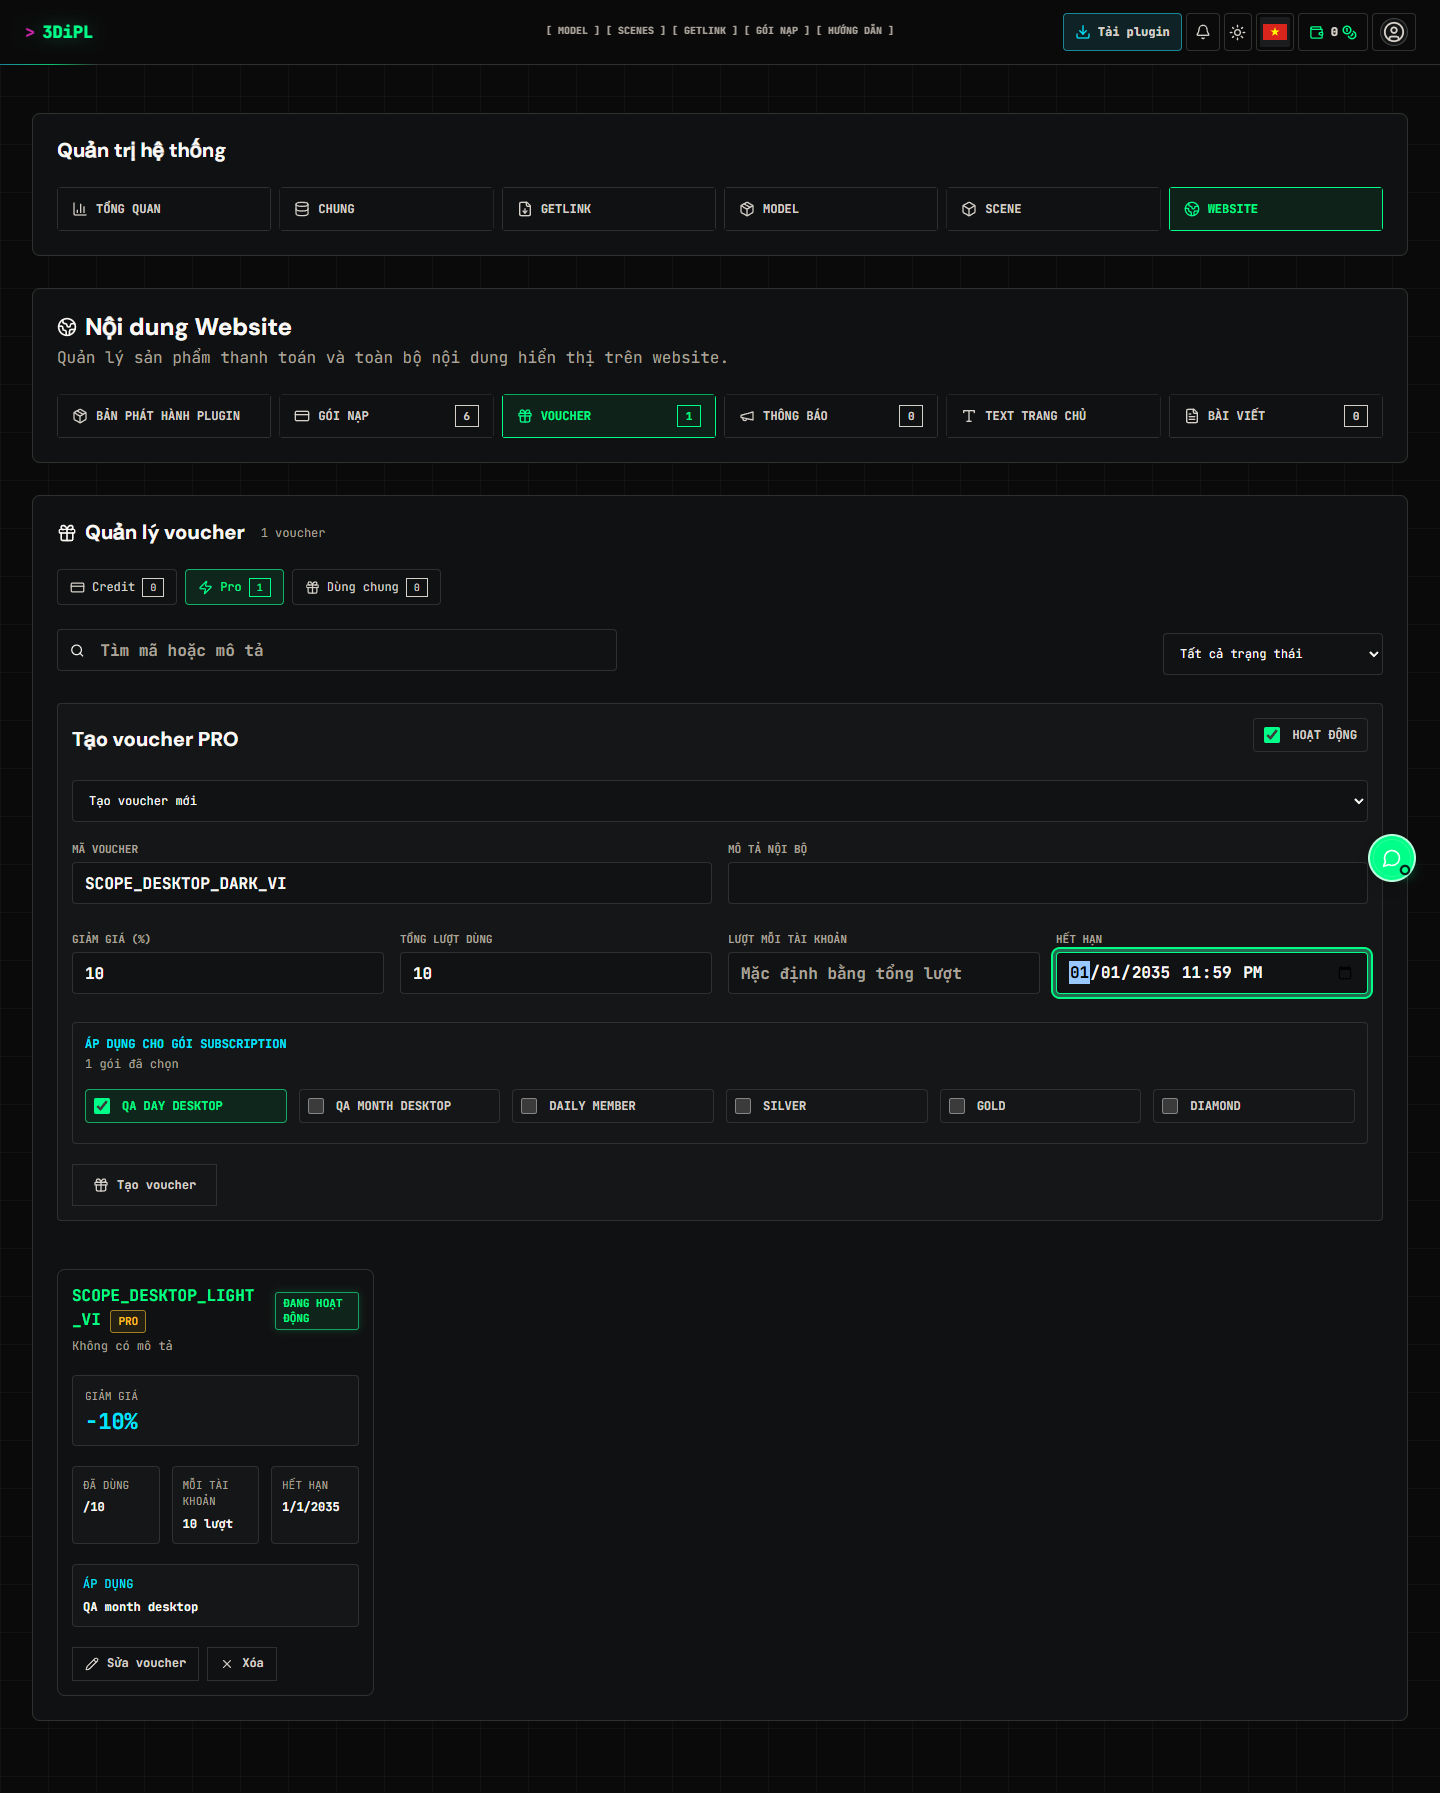 > 3DiPL
[ MODEL ] [ SCENES ] [ GETLINK ] [ GÓI NẠP ] [ HƯỚNG DẪN ]
Tải plugin
0
Quản trị hệ thống
TỔNG QUAN
CHUNG
GETLINK
MODEL
SCENE
WEBSITE
Nội dung Website
Quản lý sản phẩm thanh toán và toàn bộ nội dung hiển thị trên website.
BẢN PHÁT HÀNH PLUGIN
GÓI NẠP 6
VOUCHER 1
THÔNG BÁO 0
TEXT TRANG CHỦ
BÀI VIẾT 0
Quản lý voucher 1 voucher
Credit 0
Pro 1
Dùng chung 0
Tìm mã hoặc mô tả
Tất cả trạng thái
Tạo voucher PRO
HOẠT ĐỘNG
Tạo voucher mới
MÃ VOUCHER
MÔ TẢ NỘI BỘ
SCOPE_DESKTOP_DARK_VI
GIẢM GIÁ (%)
TỔNG LƯỢT DÙNG
LƯỢT MỖI TÀI KHOẢN
HẾT HẠN
10
10
Mặc định bằng tổng lượt
01/01/2035 11:59 PM
ÁP DỤNG CHO GÓI SUBSCRIPTION
1 gói đã chọn
QA DAY DESKTOP
QA MONTH DESKTOP
DAILY MEMBER
SILVER
GOLD
DIAMOND
Tạo voucher
SCOPE_DESKTOP_LIGHT
_VI PRO
ĐANG HOẠT
ĐỘNG
Không có mô tả
GIẢM GIÁ
-10%
ĐÃ DÙNG
/10
MỖI TÀI
KHOẢN
10 lượt
HẾT HẠN
1/1/2035
ÁP DỤNG
QA month desktop
Sửa voucher
Xóa